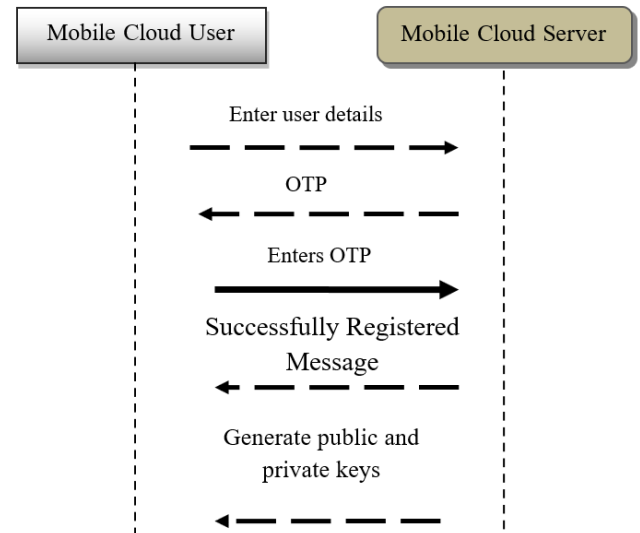 Mobile Cloud User
Mobile Cloud Server
Enter user details
OTP
Enters OTP
Successfully Registered
Message
Generate public and
private keys